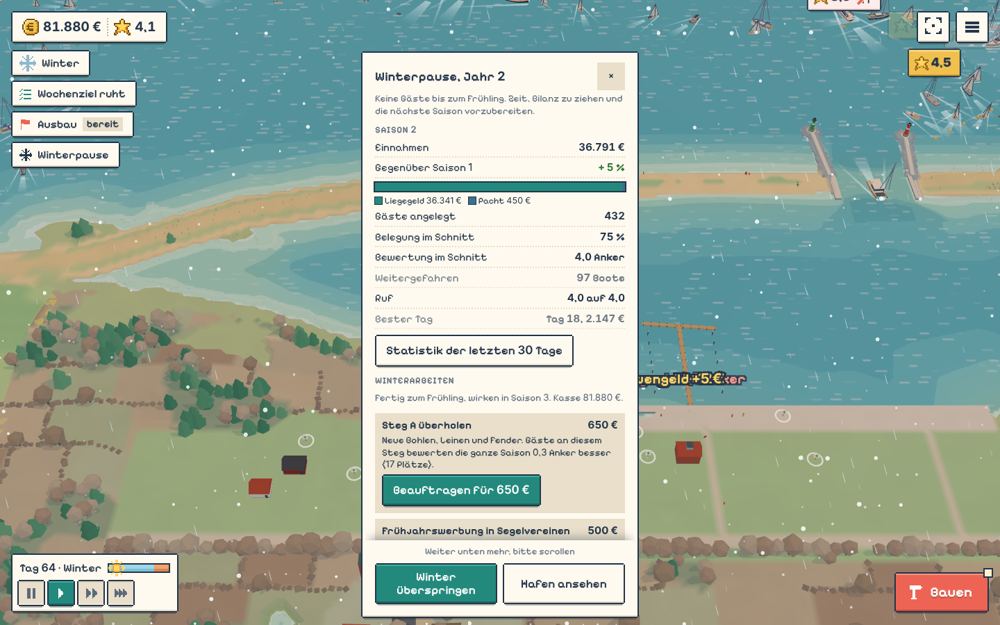 81.880 €
4,1
Winter
Wochenziel ruht
Ausbau bereit
Winterpause
4,5
Winterpause, Jahr 2
×
Keine Gäste bis zum Frühling. Zeit, Bilanz zu ziehen und
die nächste Saison vorzubereiten.
SAISON 2
Einnahmen 36.791 €
Gegenüber Saison 1 +5 %
Liegegeld 36.341 € Pacht 450 €
Gäste angelegt 432
Belegung im Schnitt 75 %
Bewertung im Schnitt 4,0 Anker
Weitergefahren 97 Boote
Ruf 4,0 auf 4,0
Bester Tag Tag 18, 2.147 €
Statistik der letzten 30 Tage
WINTERARBEITEN
Fertig zum Frühling, wirken in Saison 3. Kasse 81.880 €.
Steg A überholen 650 €
Neue Bohlen, Leinen und Fender. Gäste an diesem
Steg bewerten die ganze Saison 0,3 Anker besser
(17 Plätze).
Beauftragen für 650 €
Frühjahrswerbung in Segelvereinen 500 €
Weiter unten mehr, bitte scrollen
Winter
überspringen
Hafen ansehen
Tag 64 · Winter
Bauen